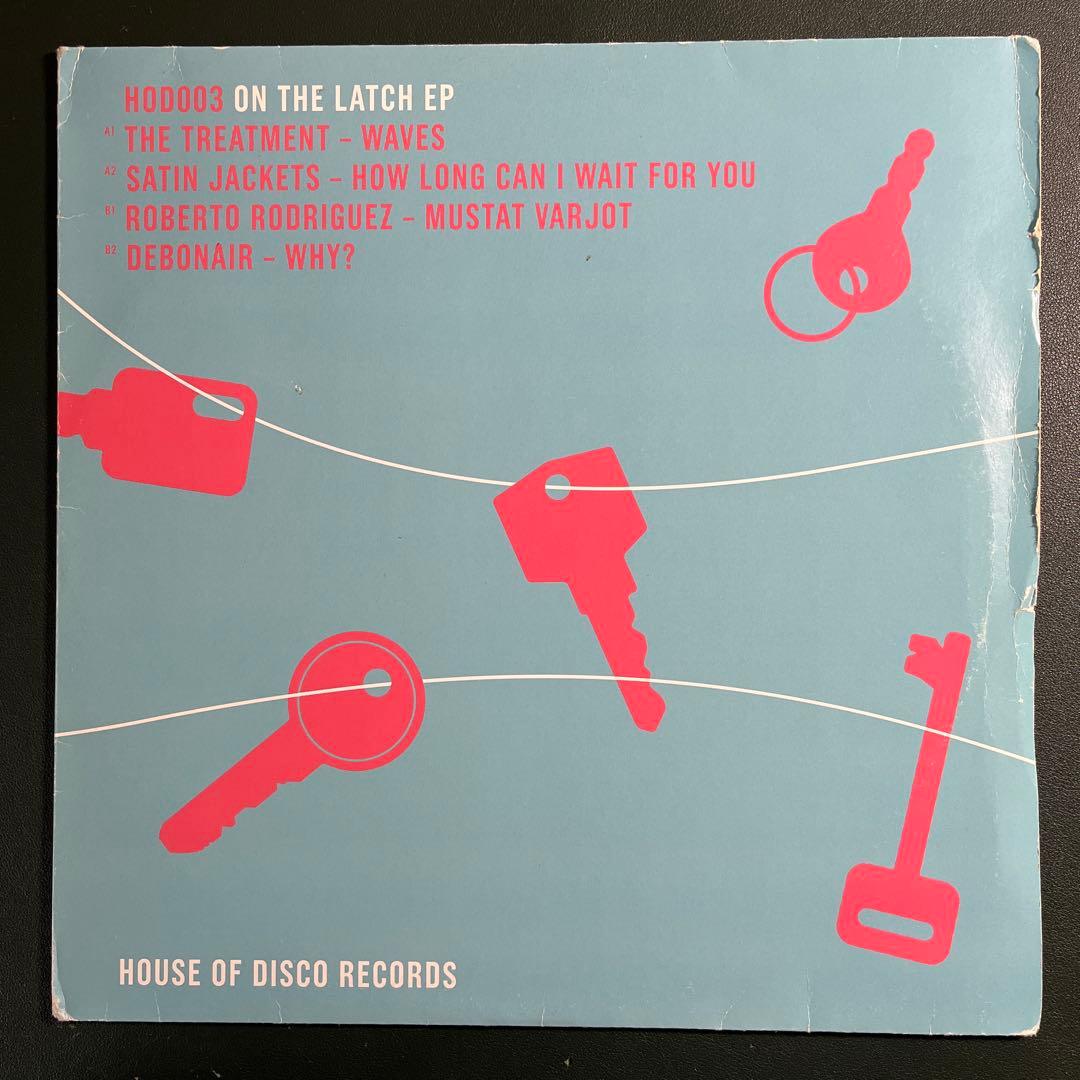 HOD003 ON THE LATCH EP
A1 THE TREATMENT – WAVES
A2 SATIN JACKETS – HOW LONG CAN I WAIT FOR YOU
B1 ROBERTO RODRIGUEZ – MUSTAT VARJOT
B2 DEBONAIR – WHY?
HOUSE OF DISCO RECORDS